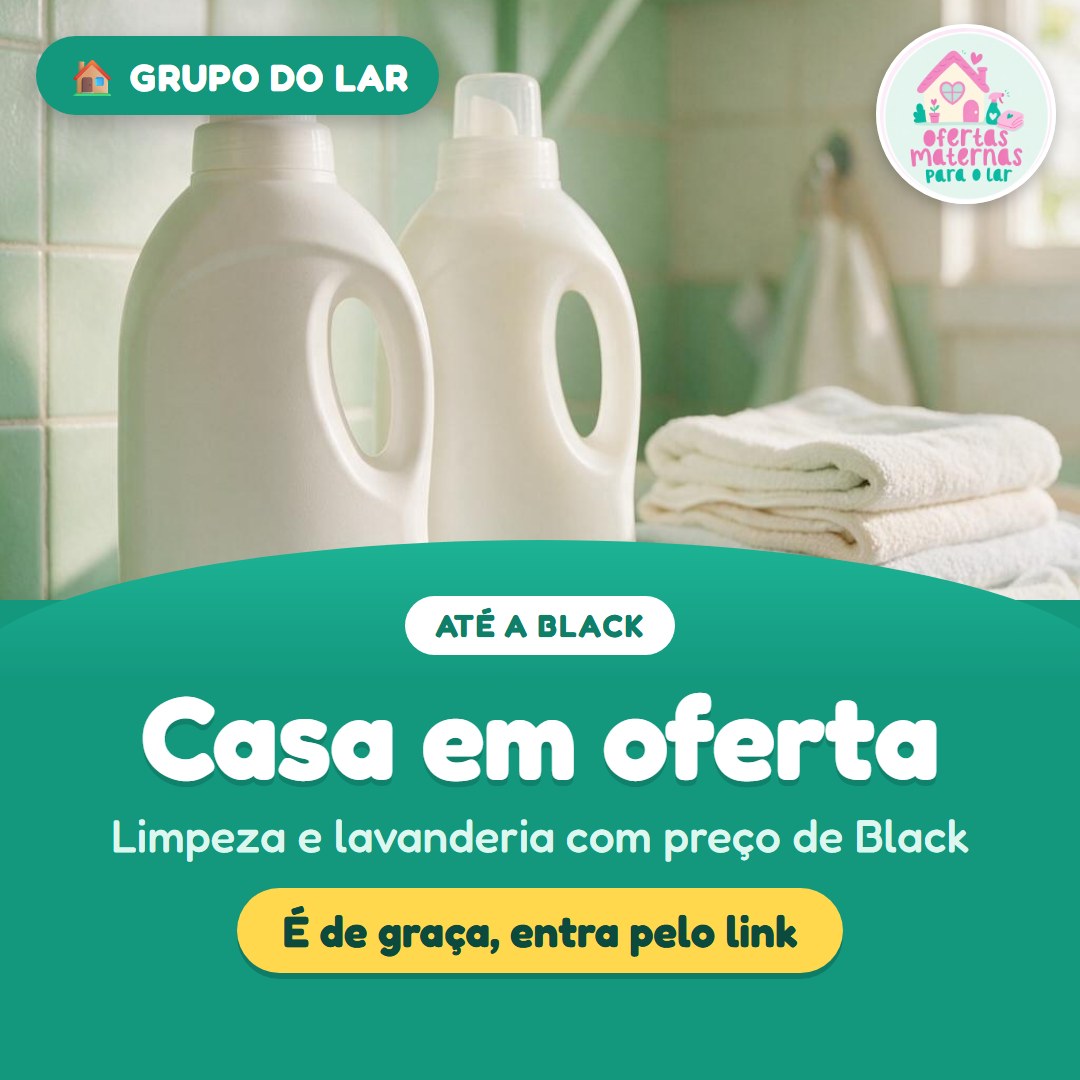 GRUPO DO LAR
ofertas
maternas
para o lar
ATÉ A BLACK
Casa em oferta
Limpeza e lavanderia com preço de Black
É de graça, entra pelo link